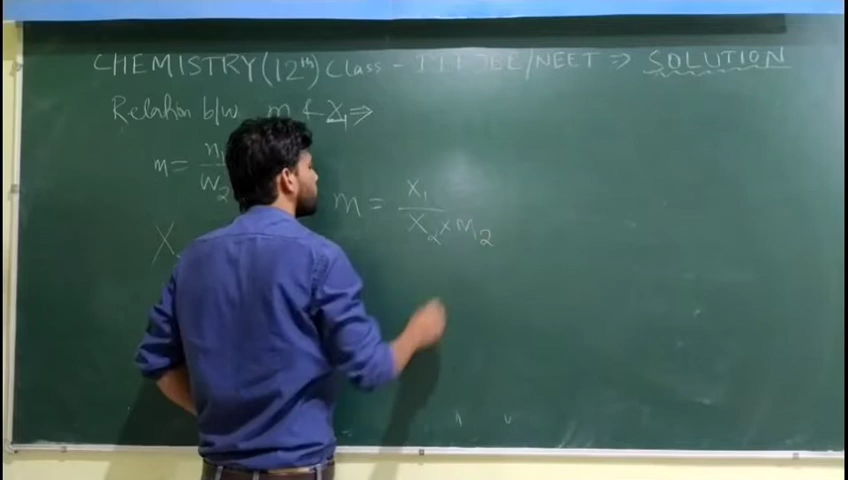 CHEMISTRY (12th) Class - IIT JEE/NEET ⇒ SOLUTION
Relation b/w m & X₁ ⇒
m = n₁
W₂
m = X₁
X₂ × M₂
X